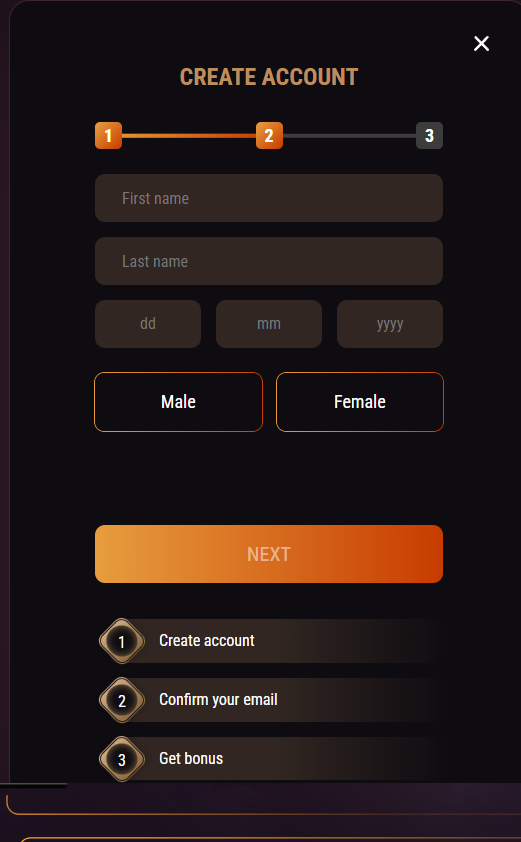 CREATE ACCOUNT
1 2 3
First name
Last name
dd mm yyyy
Male Female
NEXT
1 Create account
2 Confirm your email
3 Get bonus